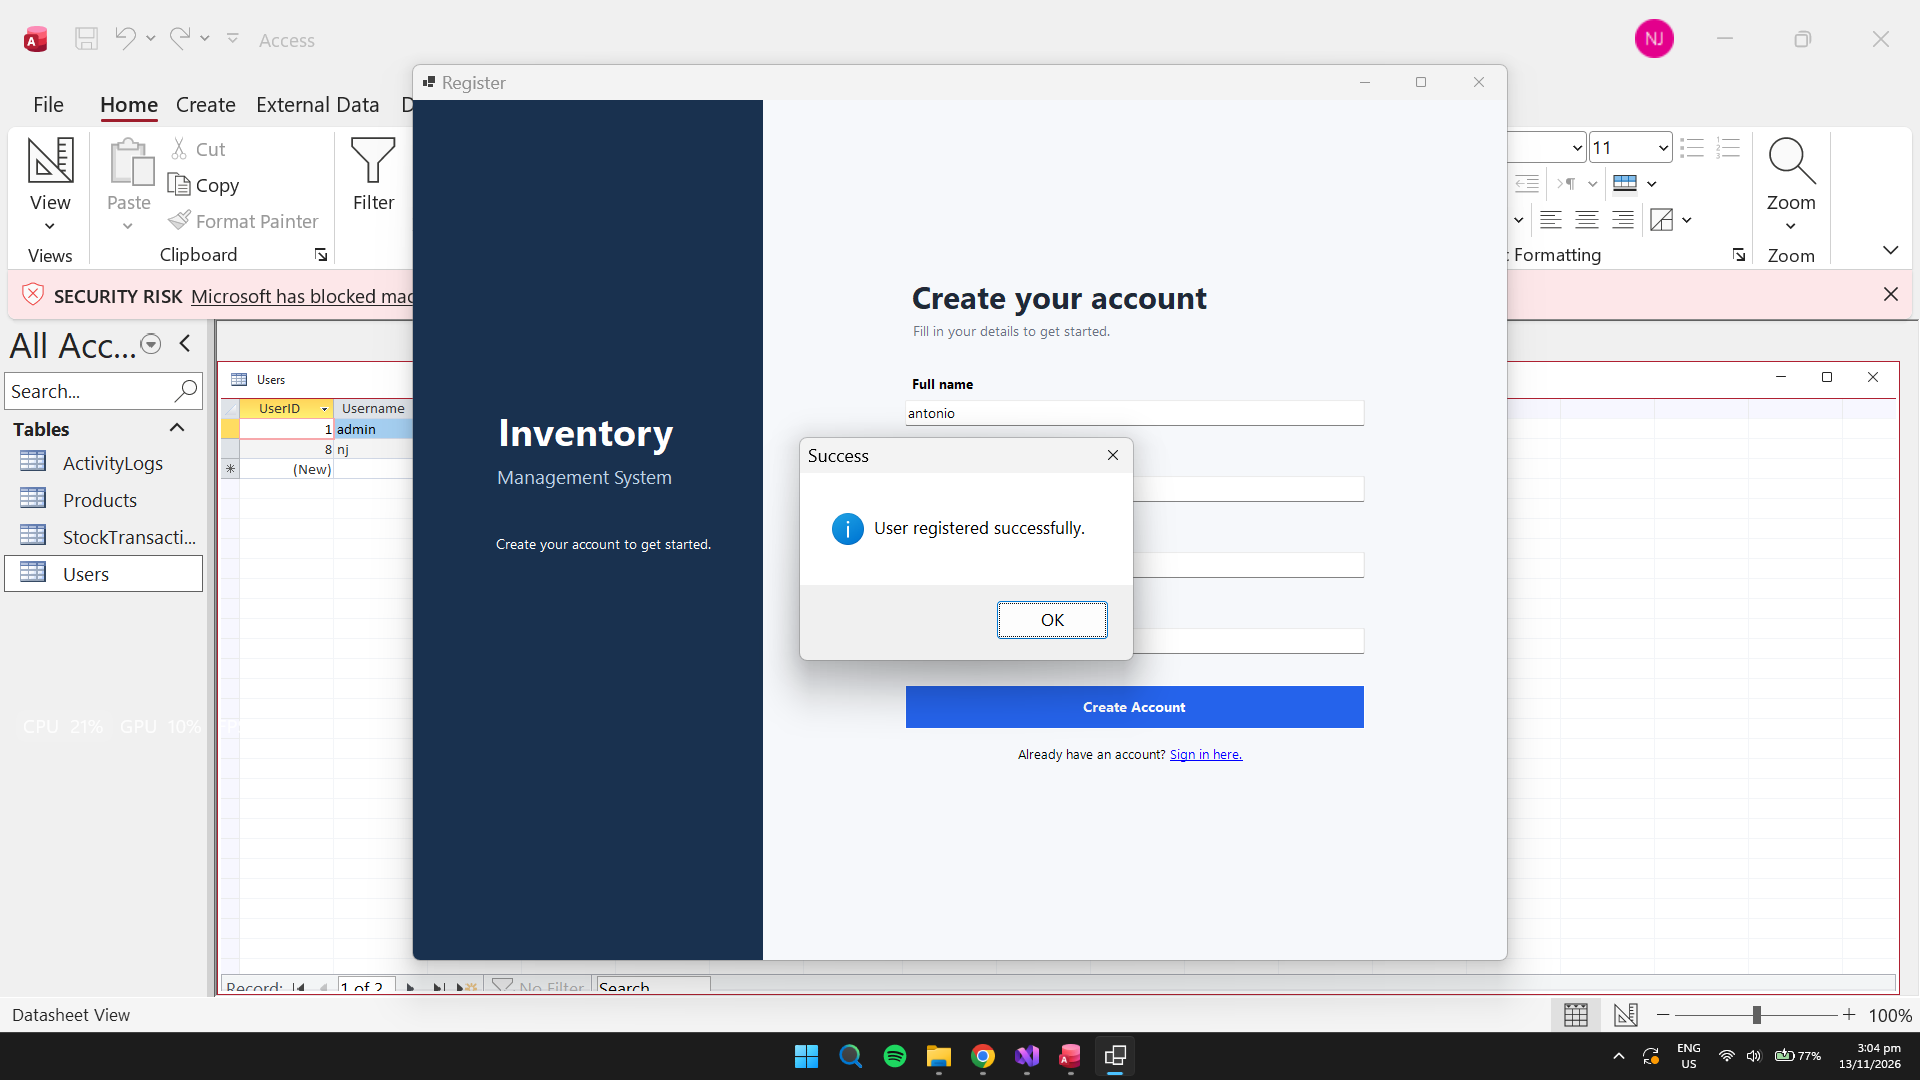 Access
NJ
Register
File
Home
Create
External Data
View
Paste
Cut
Copy
Format Painter
Filter
11
Zoom
Views
Clipboard
Formatting
Zoom
SECURITY RISK Microsoft has blocked mac
All Acc...
Search...
Tables
ActivityLogs
Products
StockTransacti...
Users
Users
UserID
Username
1
admin
8
nj
(New)
Inventory
Management System
Create your account to get started.
Create your account
Fill in your details to get started.
Full name
antonio
Success
User registered successfully.
OK
Create Account
Already have an account? Sign in here.
CPU 21% GPU 10%
Record:
1 of 2
No Filter
Search
Datasheet View
100%
ENG
US
77%
3:04 pm
13/11/2026